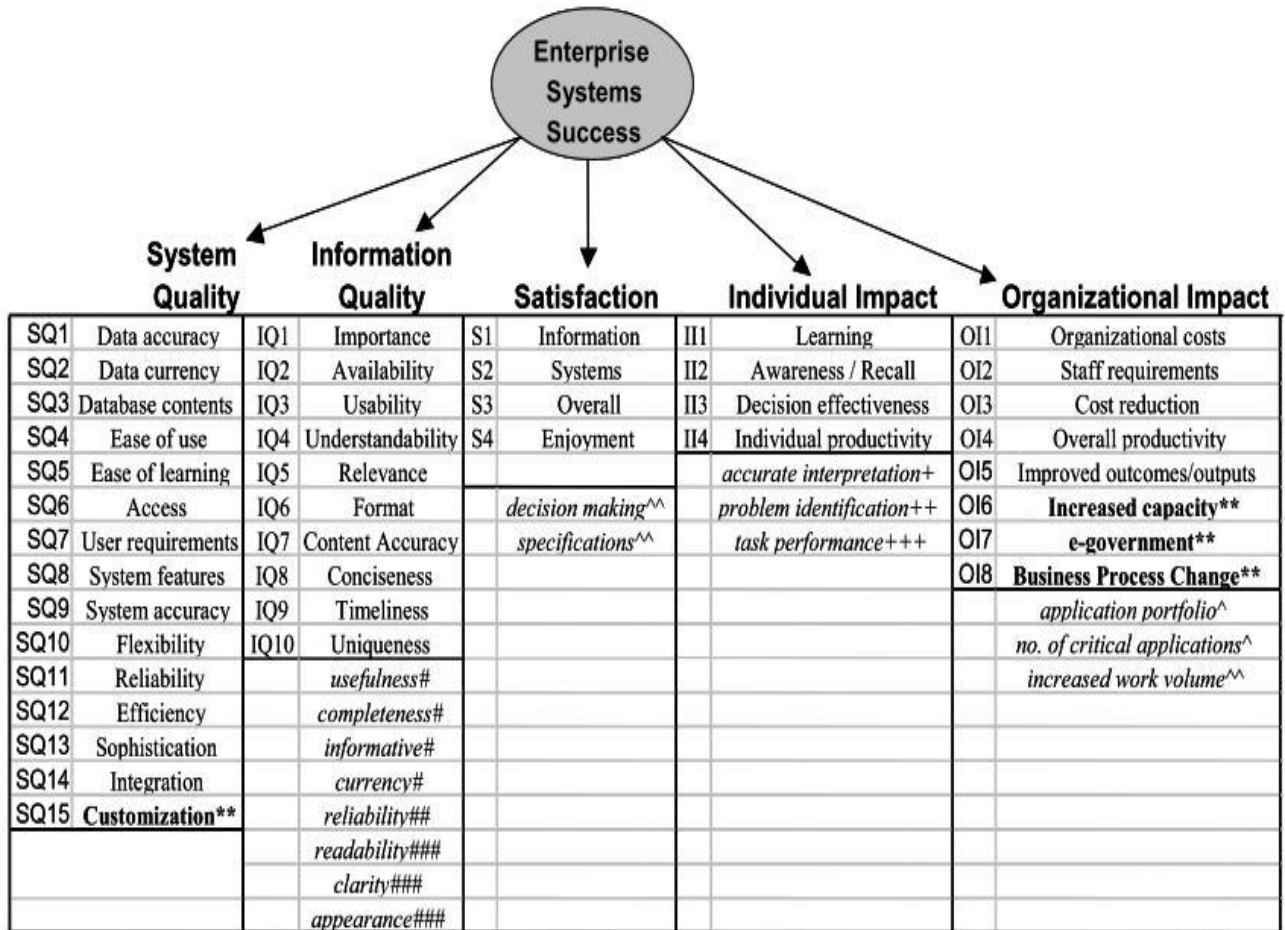 Enterprise
Systems
Success
System Information
Quality Quality Satisfaction Individual Impact Organizational Impact
SQ1 Data accuracy IQ1 Importance S1 Information II1 Learning OI1 Organizational costs
SQ2 Data currency IQ2 Availability S2 Systems II2 Awareness / Recall OI2 Staff requirements
SQ3 Database contents IQ3 Usability S3 Overall II3 Decision effectiveness OI3 Cost reduction
SQ4 Ease of use IQ4 Understandability S4 Enjoyment II4 Individual productivity OI4 Overall productivity
SQ5 Ease of learning IQ5 Relevance accurate interpretation+ OI5 Improved outcomes/outputs
SQ6 Access IQ6 Format decision making^^ problem identification++ OI6 Increased capacity**
SQ7 User requirements IQ7 Content Accuracy specifications^^ task performance+++ OI7 e-government**
SQ8 System features IQ8 Conciseness OI8 Business Process Change**
SQ9 System accuracy IQ9 Timeliness application portfolio^
SQ10 Flexibility IQ10 Uniqueness no. of critical applications^
SQ11 Reliability usefulness# increased work volume^^
SQ12 Efficiency completeness#
SQ13 Sophistication informative#
SQ14 Integration currency#
SQ15 Customization** reliability##
readability###
clarity###
appearance###